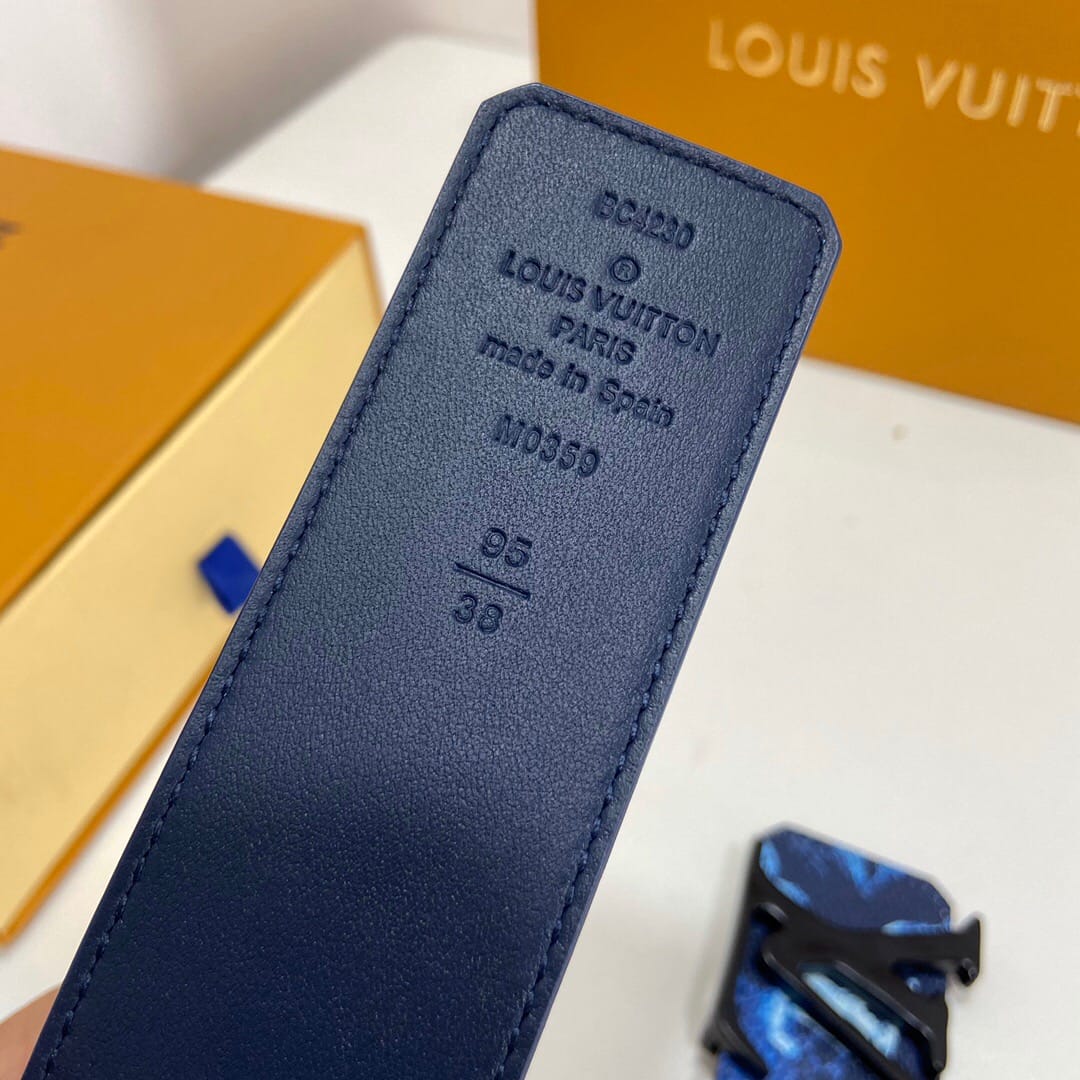 LOUIS VUITT
BC4230
®
LOUIS VUITTON
PARIS
made in Spain
M0359
95
38